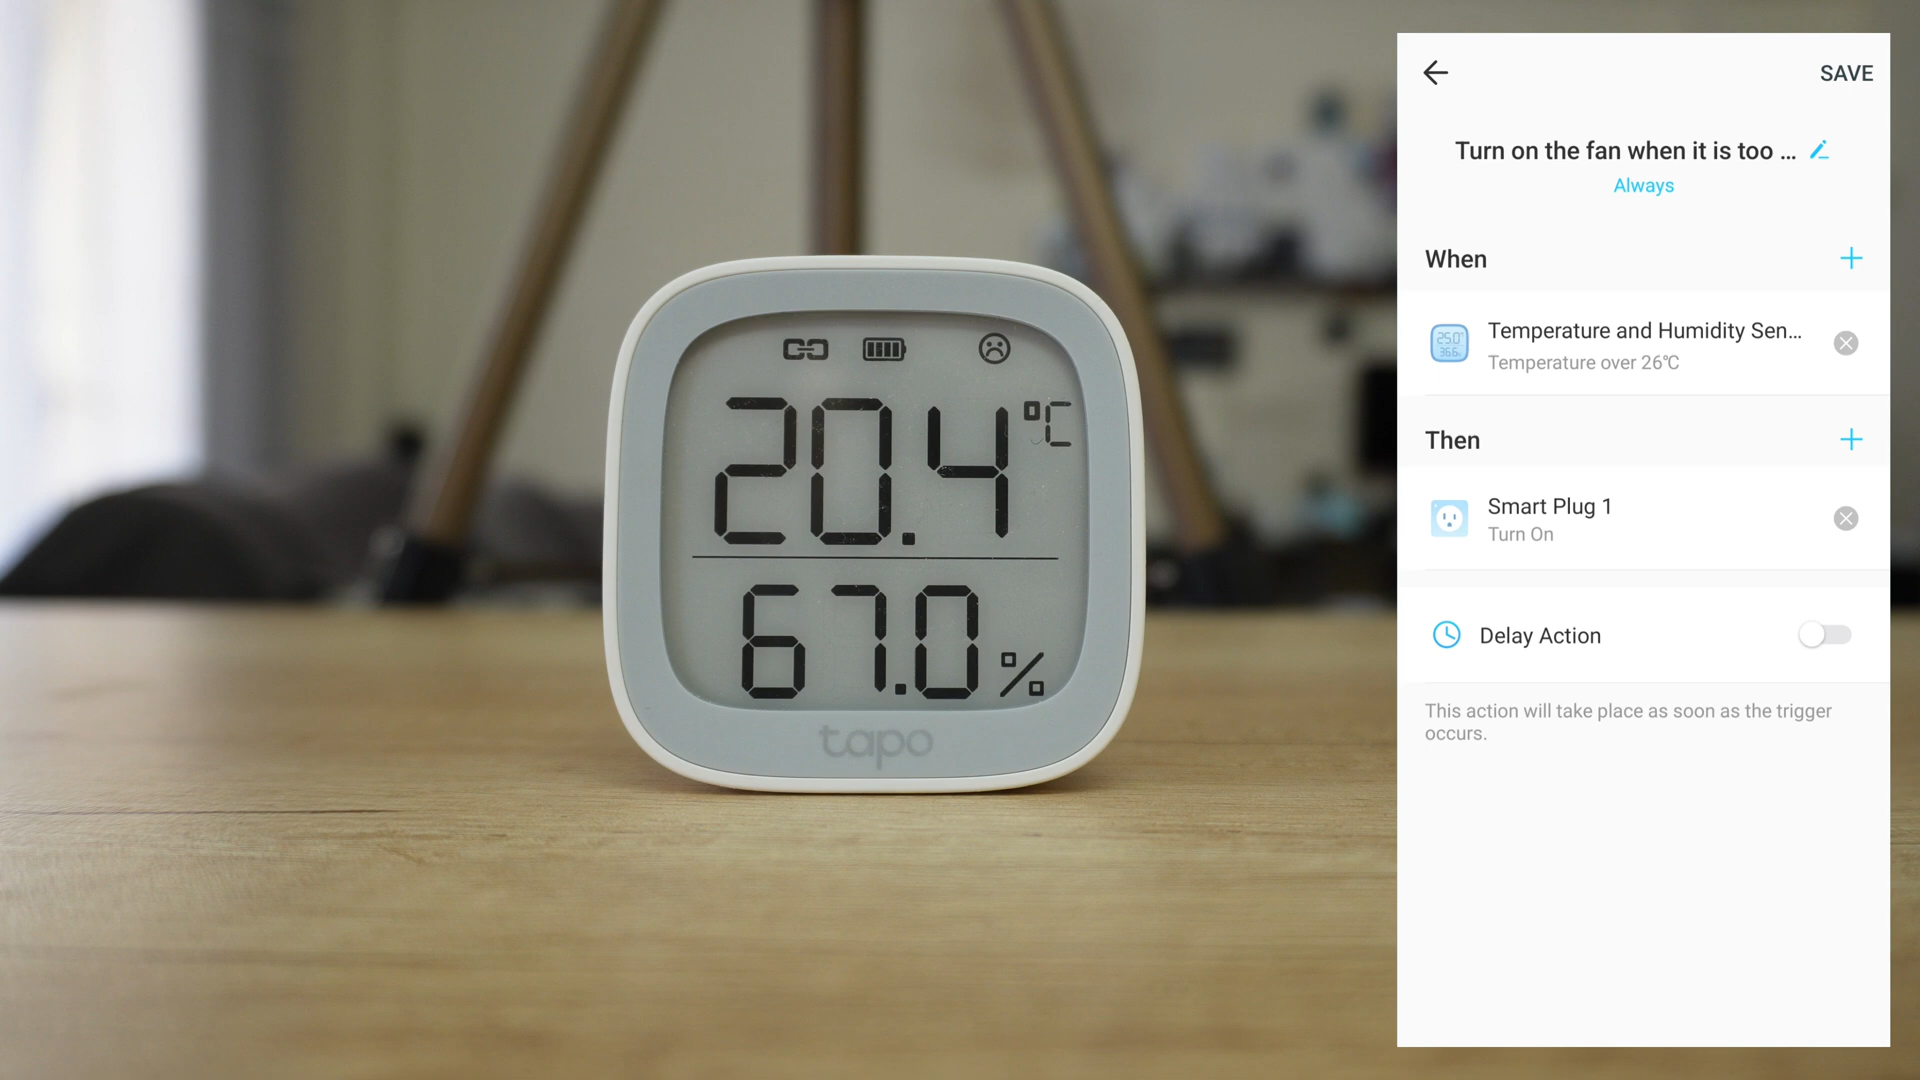 20.4 °C
67.0 %
tapo
SAVE
Turn on the fan when it is too ...
Always
When
25.0°
36.6%
Temperature and Humidity Sen...
Temperature over 26℃
Then
Smart Plug 1
Turn On
Delay Action
This action will take place as soon as the trigger
occurs.